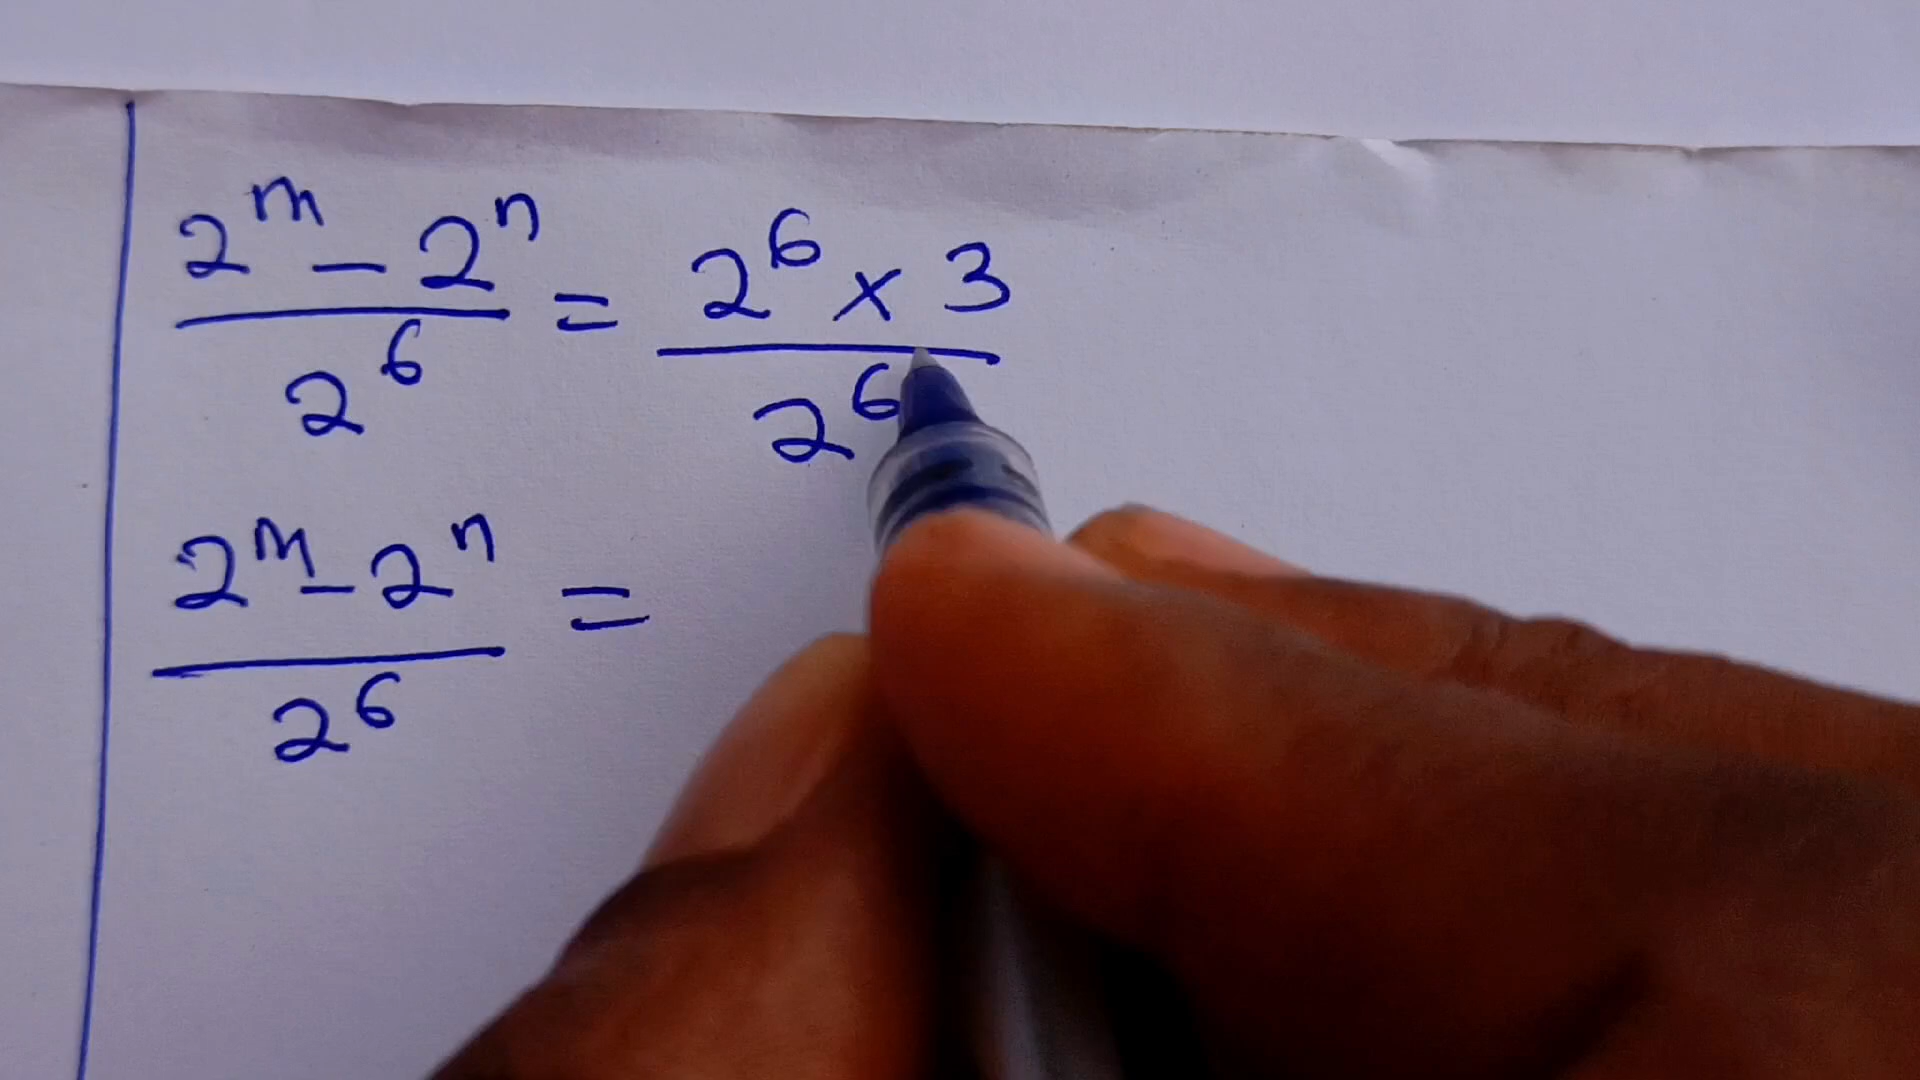 2^m - 2^n / 2^6 = 2^6 × 3 / 2^6
2^m - 2^n / 2^6 =